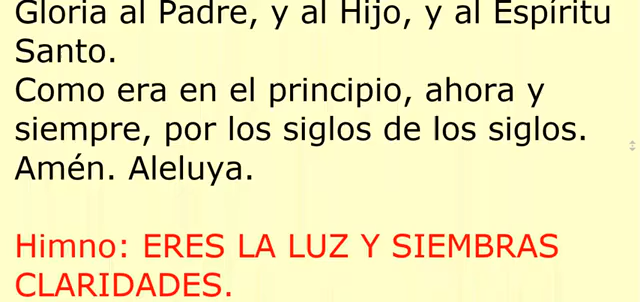 Gloria al Padre, y al Hijo, y al Espíritu
Santo.
Como era en el principio, ahora y
siempre, por los siglos de los siglos.
Amén. Aleluya.
Himno: ERES LA LUZ Y SIEMBRAS
CLARIDADES.